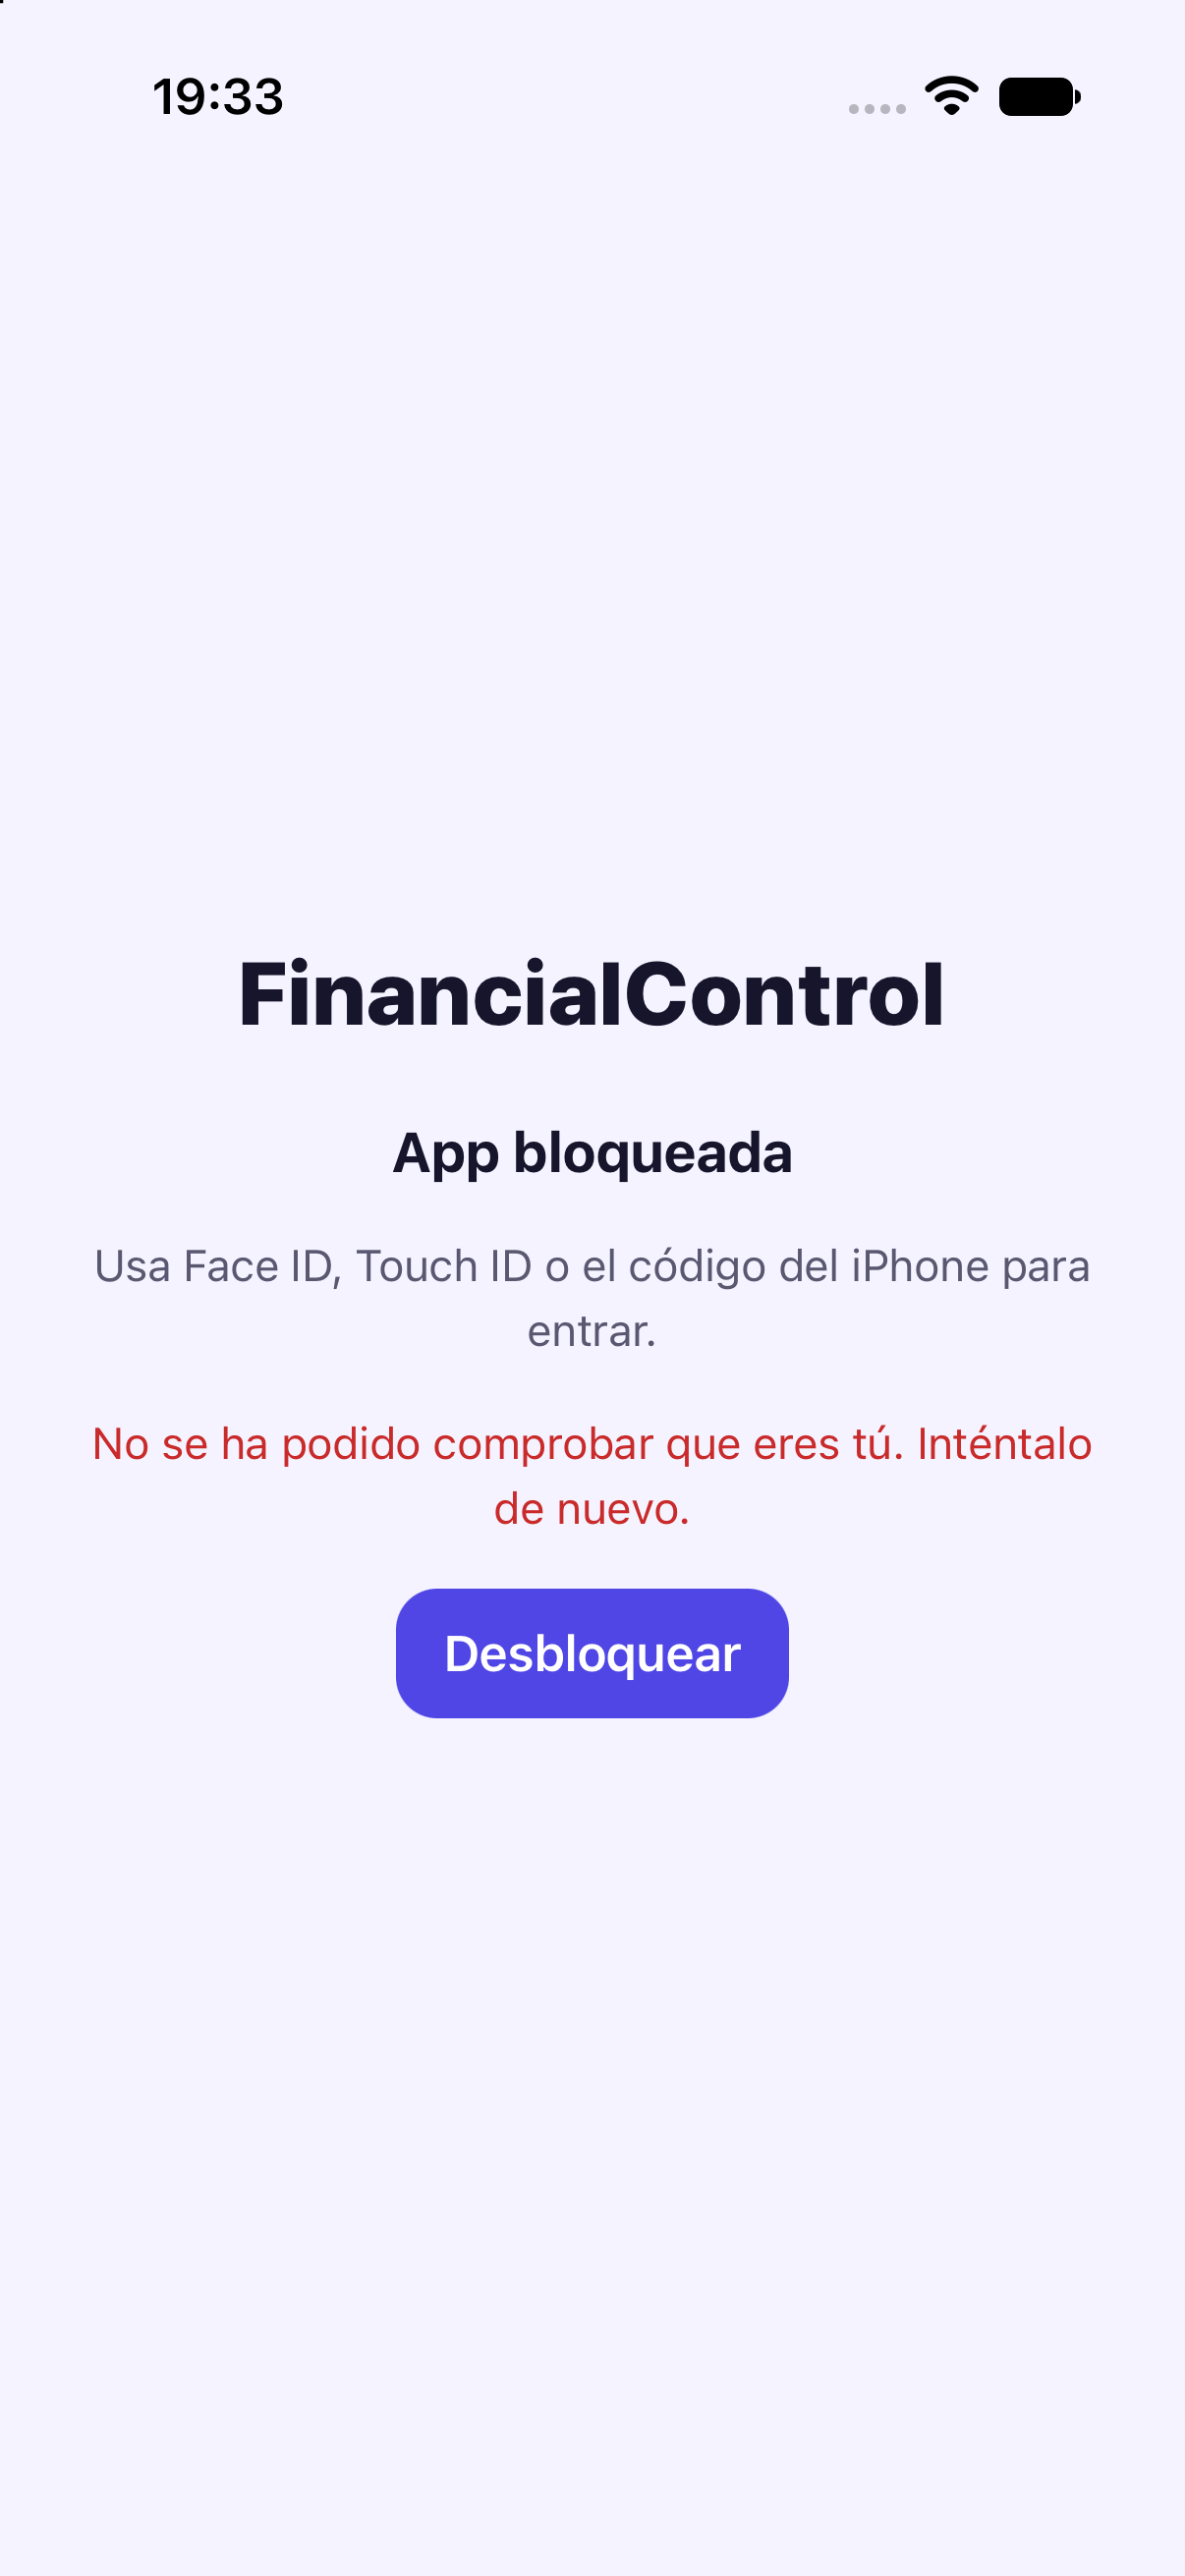 19:33
FinancialControl
App bloqueada
Usa Face ID, Touch ID o el código del iPhone para
entrar.
No se ha podido comprobar que eres tú. Inténtalo
de nuevo.
Desbloquear